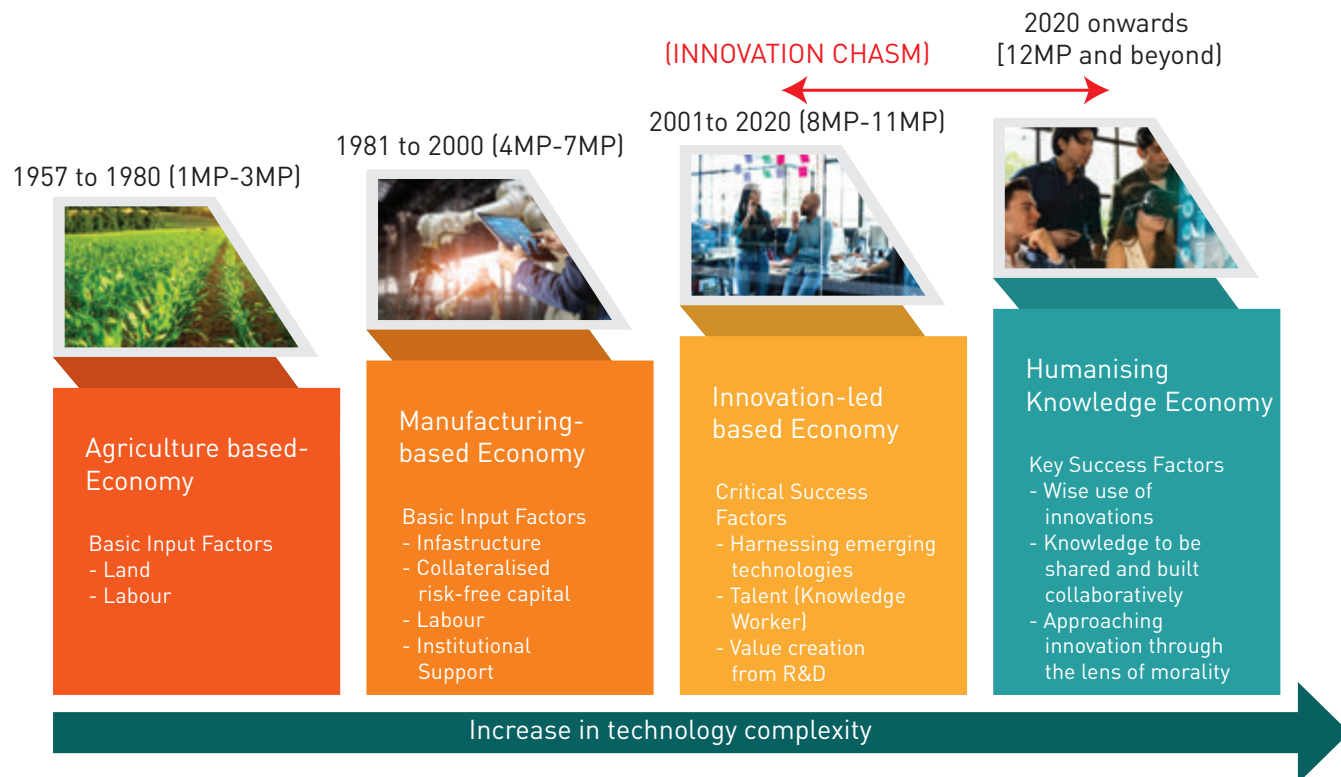 (INNOVATION CHASM)
2020 onwards
[12MP and beyond)
1957 to 1980 (1MP-3MP)
1981 to 2000 (4MP-7MP)
2001to 2020 (8MP-11MP)
Agriculture based-
Economy
Basic Input Factors
- Land
- Labour
Manufacturing-
based Economy
Basic Input Factors
- Infastructure
- Collateralised
risk-free capital
- Labour
- Institutional
Support
Innovation-led
based Economy
Critical Success
Factors
- Harnessing emerging
technologies
- Talent (Knowledge
Worker)
- Value creation
from R&D
Humanising
Knowledge Economy
Key Success Factors
- Wise use of
innovations
- Knowledge to be
shared and built
collaboratively
- Approaching
innovation through
the lens of morality
Increase in technology complexity